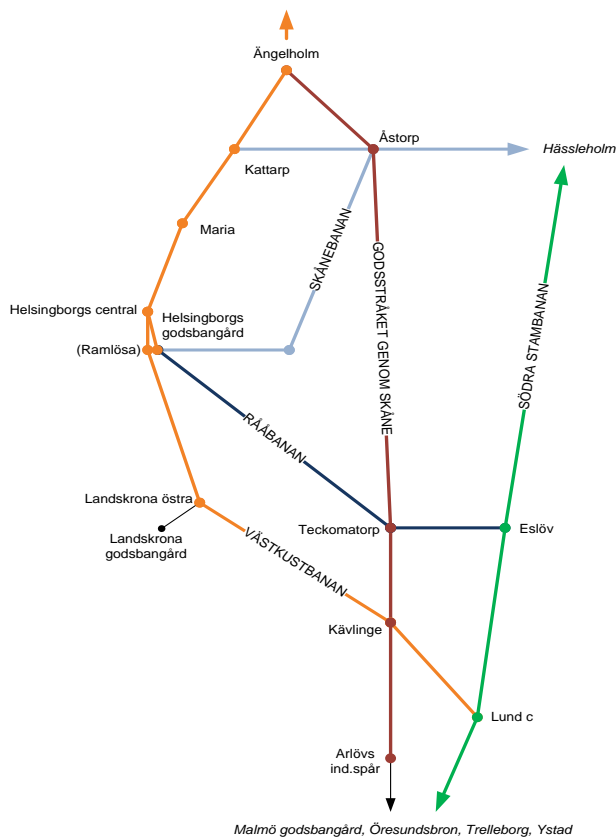 Ängelholm
Åstorp
Hässleholm
Kattarp
Maria
SKÅNEBANAN
GODSSTRÅKET GENOM SKÅNE
SÖDRA STAMBANAN
Helsingborgs central
Helsingborgs
godsbangård
(Ramlösa)
RÅÅBANAN
Landskrona östra
Landskrona
godsbangård
VÄSTKUSTBANAN
Teckomatorp
Eslöv
Kävlinge
Lund c
Arlövs
ind.spår
Malmö godsbangård, Öresundsbron, Trelleborg, Ystad